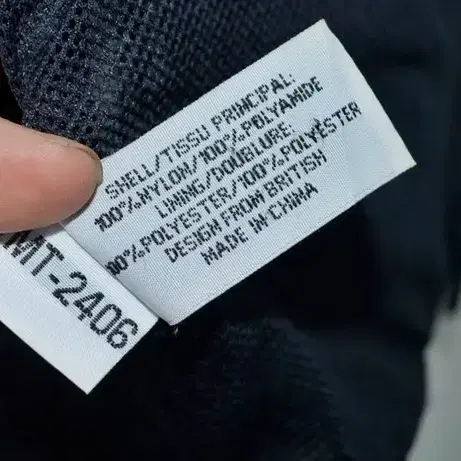 SHELL/TISSU PRINCIPAL:
100%NYLON/100%POLYAMIDE
LINING/DOUBLURE:
100%POLYESTER/100%POLYESTER
DESIGN FROM BRITISH
MADE IN CHINA
MT-2406